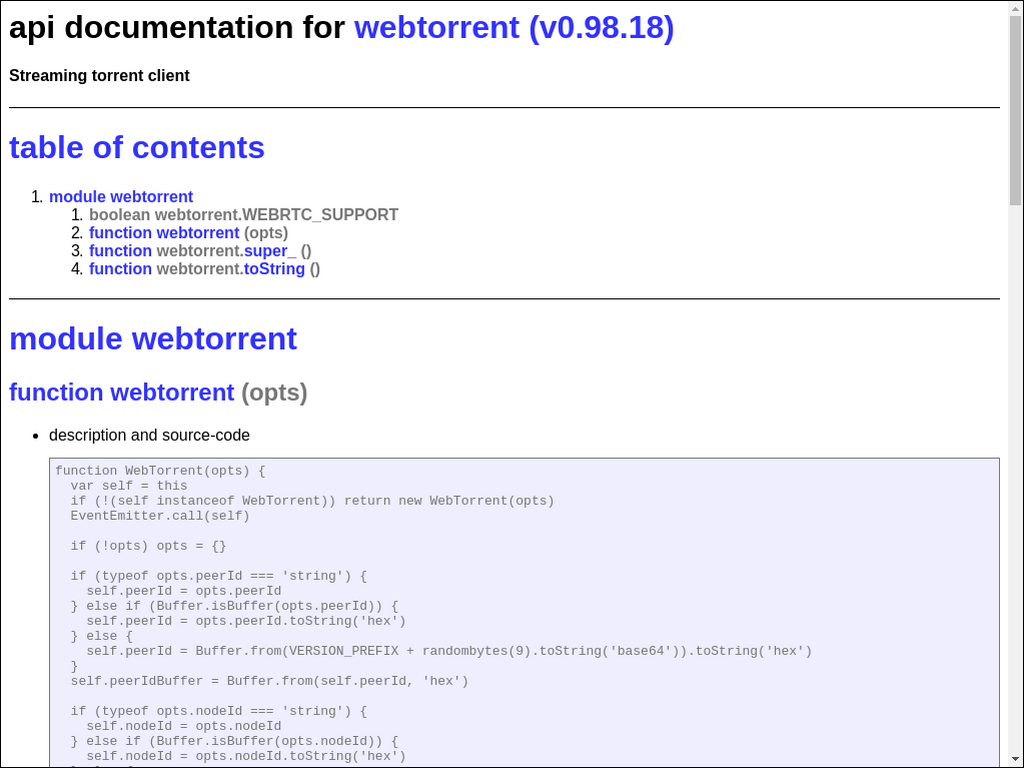 api documentation for webtorrent (v0.98.18)
Streaming torrent client
table of contents
1. module webtorrent
1. boolean webtorrent.WEBRTC_SUPPORT
2. function webtorrent (opts)
3. function webtorrent.super_ ()
4. function webtorrent.toString ()
module webtorrent
function webtorrent (opts)
• description and source-code
function WebTorrent(opts) {
  var self = this
  if (!(self instanceof WebTorrent)) return new WebTorrent(opts)
  EventEmitter.call(self)

  if (!opts) opts = {}

  if (typeof opts.peerId === 'string') {
    self.peerId = opts.peerId
  } else if (Buffer.isBuffer(opts.peerId)) {
    self.peerId = opts.peerId.toString('hex')
  } else {
    self.peerId = Buffer.from(VERSION_PREFIX + randombytes(9).toString('base64')).toString('hex')
  }
  self.peerIdBuffer = Buffer.from(self.peerId, 'hex')

  if (typeof opts.nodeId === 'string') {
    self.nodeId = opts.nodeId
  } else if (Buffer.isBuffer(opts.nodeId)) {
    self.nodeId = opts.nodeId.toString('hex')